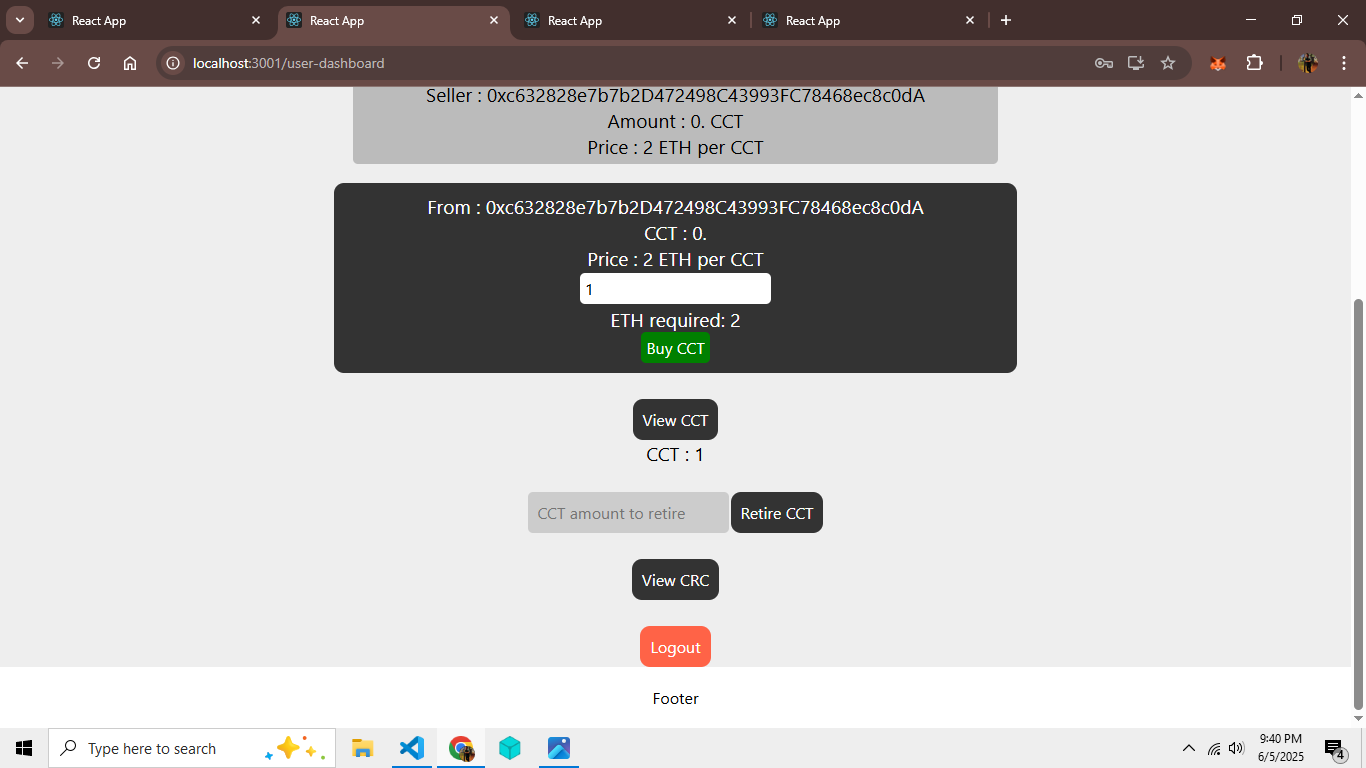 React App
React App
React App
React App
localhost:3001/user-dashboard
Seller : 0xc632828e7b7b2D472498C43993FC78468ec8c0dA
Amount : 0. CCT
Price : 2 ETH per CCT
From : 0xc632828e7b7b2D472498C43993FC78468ec8c0dA
CCT : 0.
Price : 2 ETH per CCT
1
ETH required: 2
Buy CCT
View CCT
CCT : 1
CCT amount to retire
Retire CCT
View CRC
Logout
Footer
Type here to search
9:40 PM
6/5/2025
4